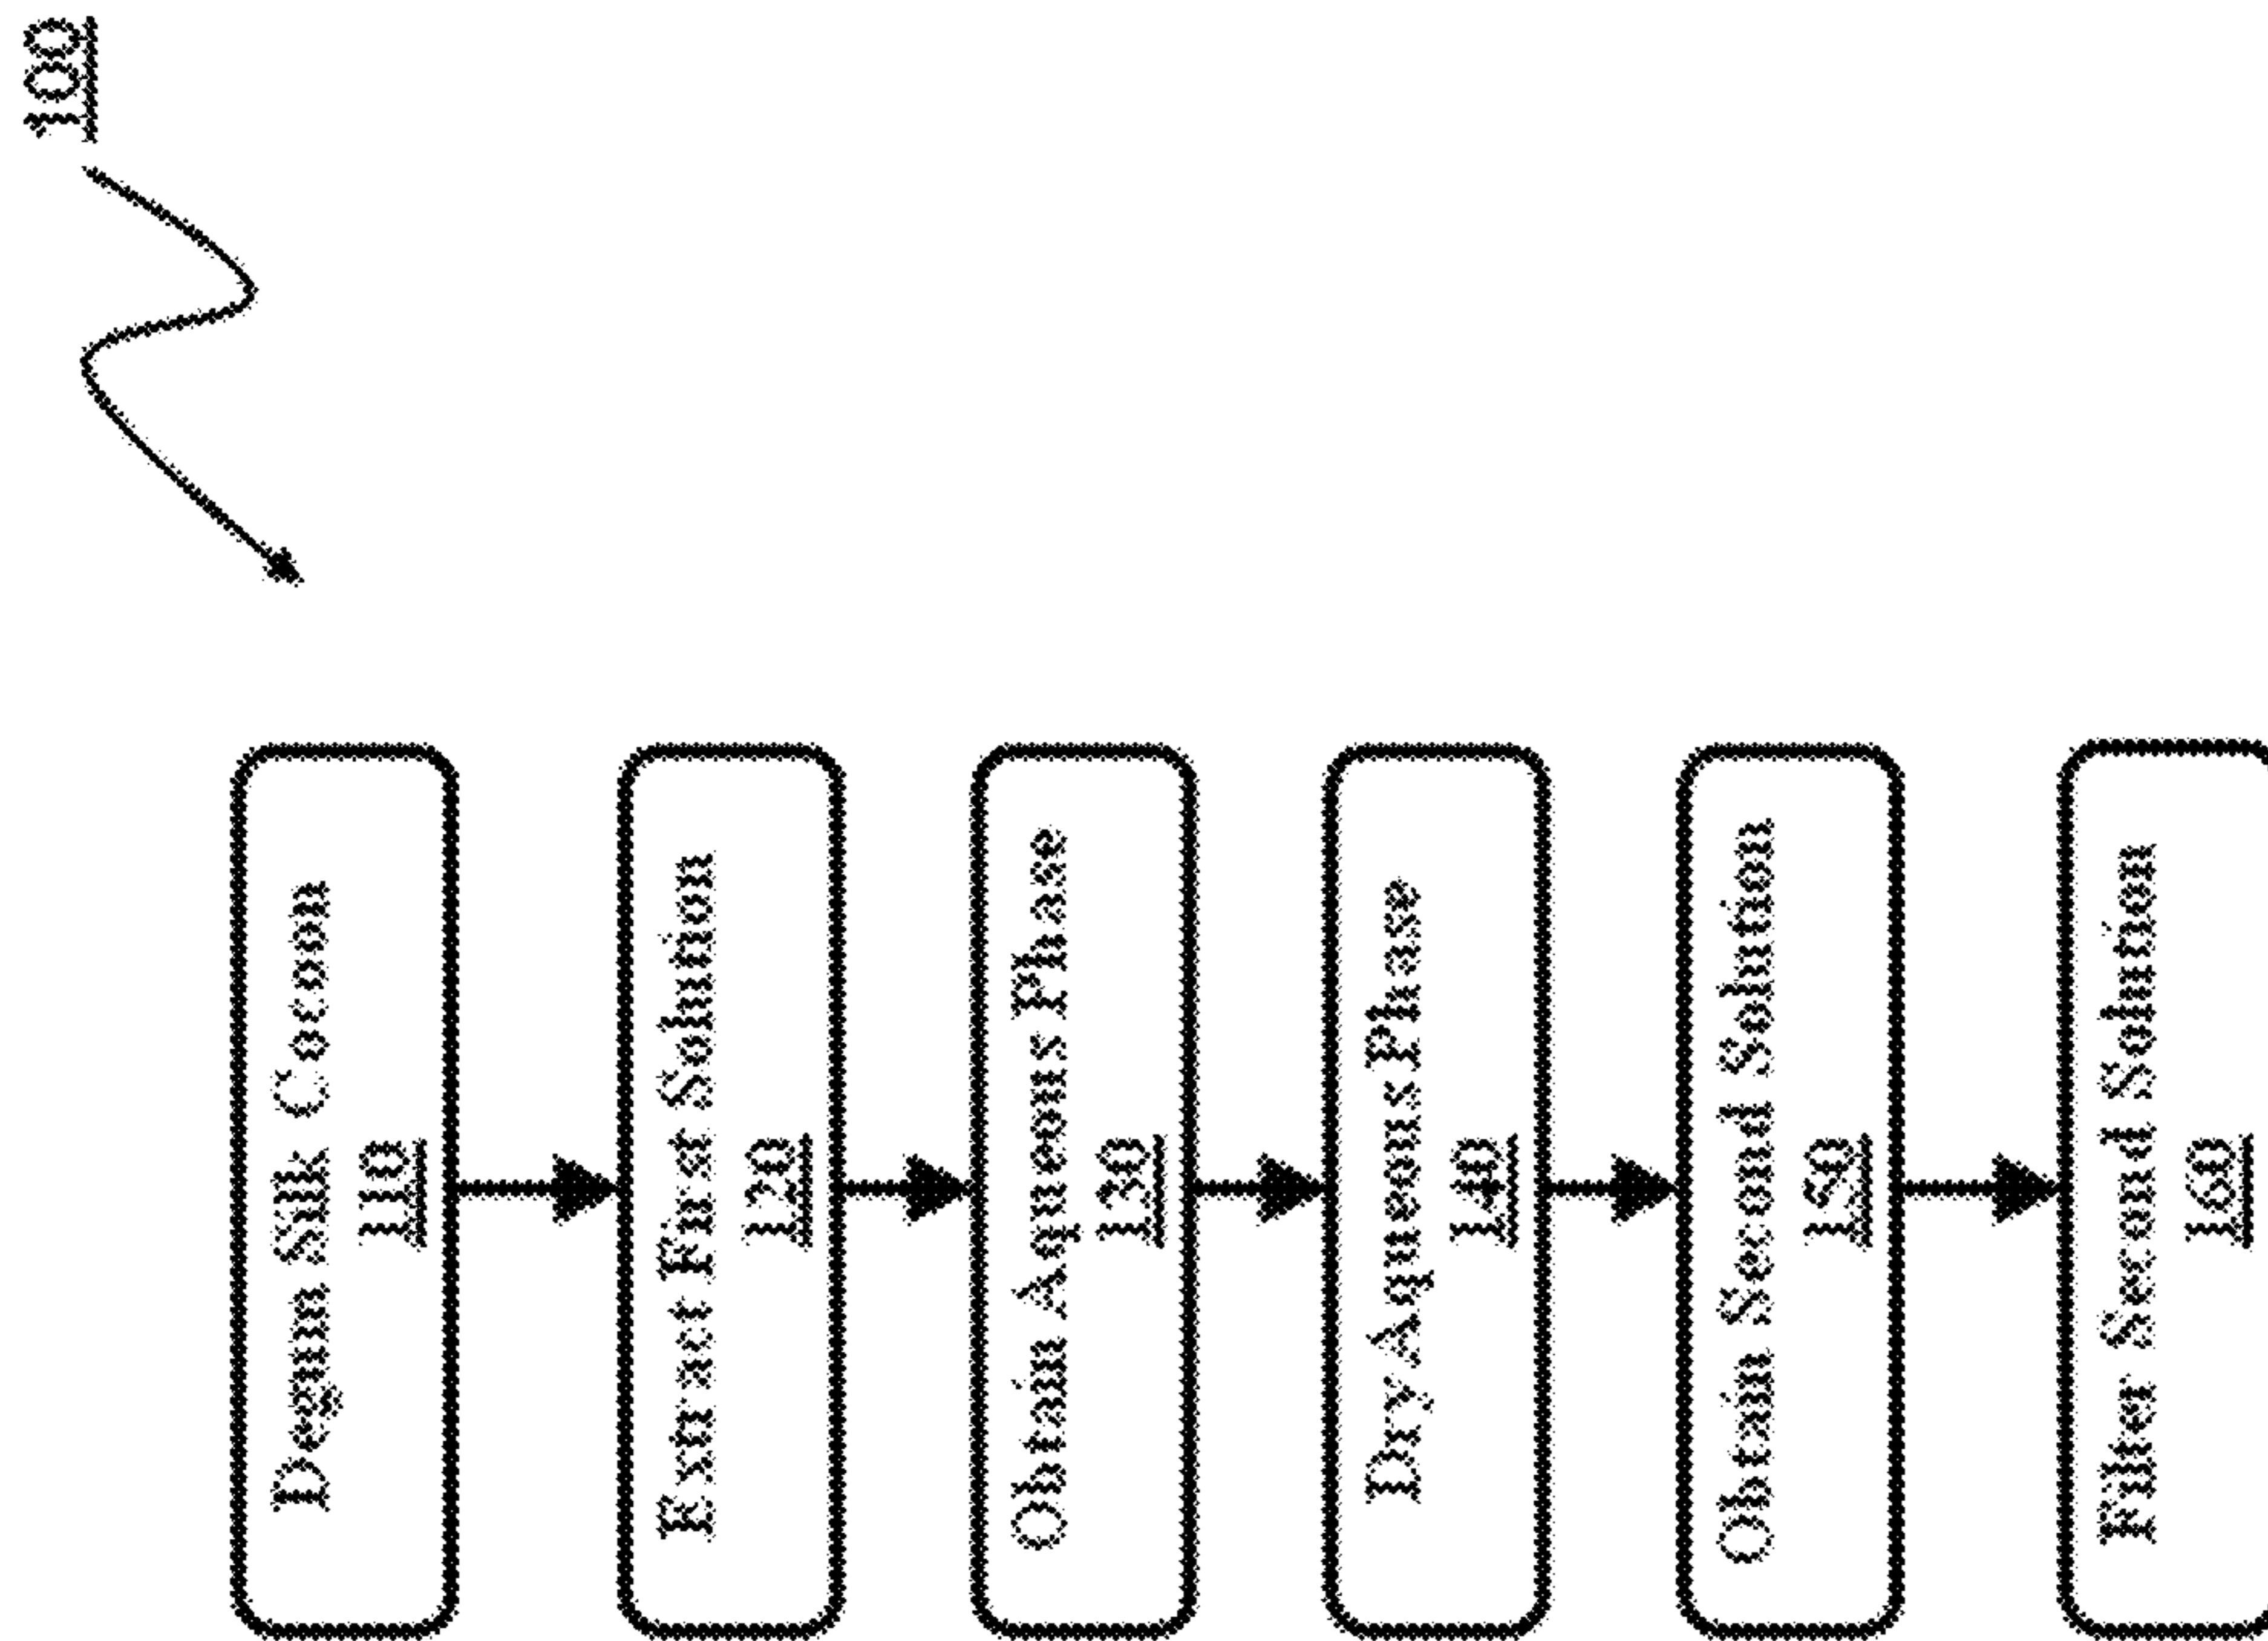 100
Degum Silk Cocoon
110
Extract First Solution
120
Obtain Aqueous Phase
130
Dry Aqueous Phase
140
Obtain Second Solution
150
Filter Second Solution
160